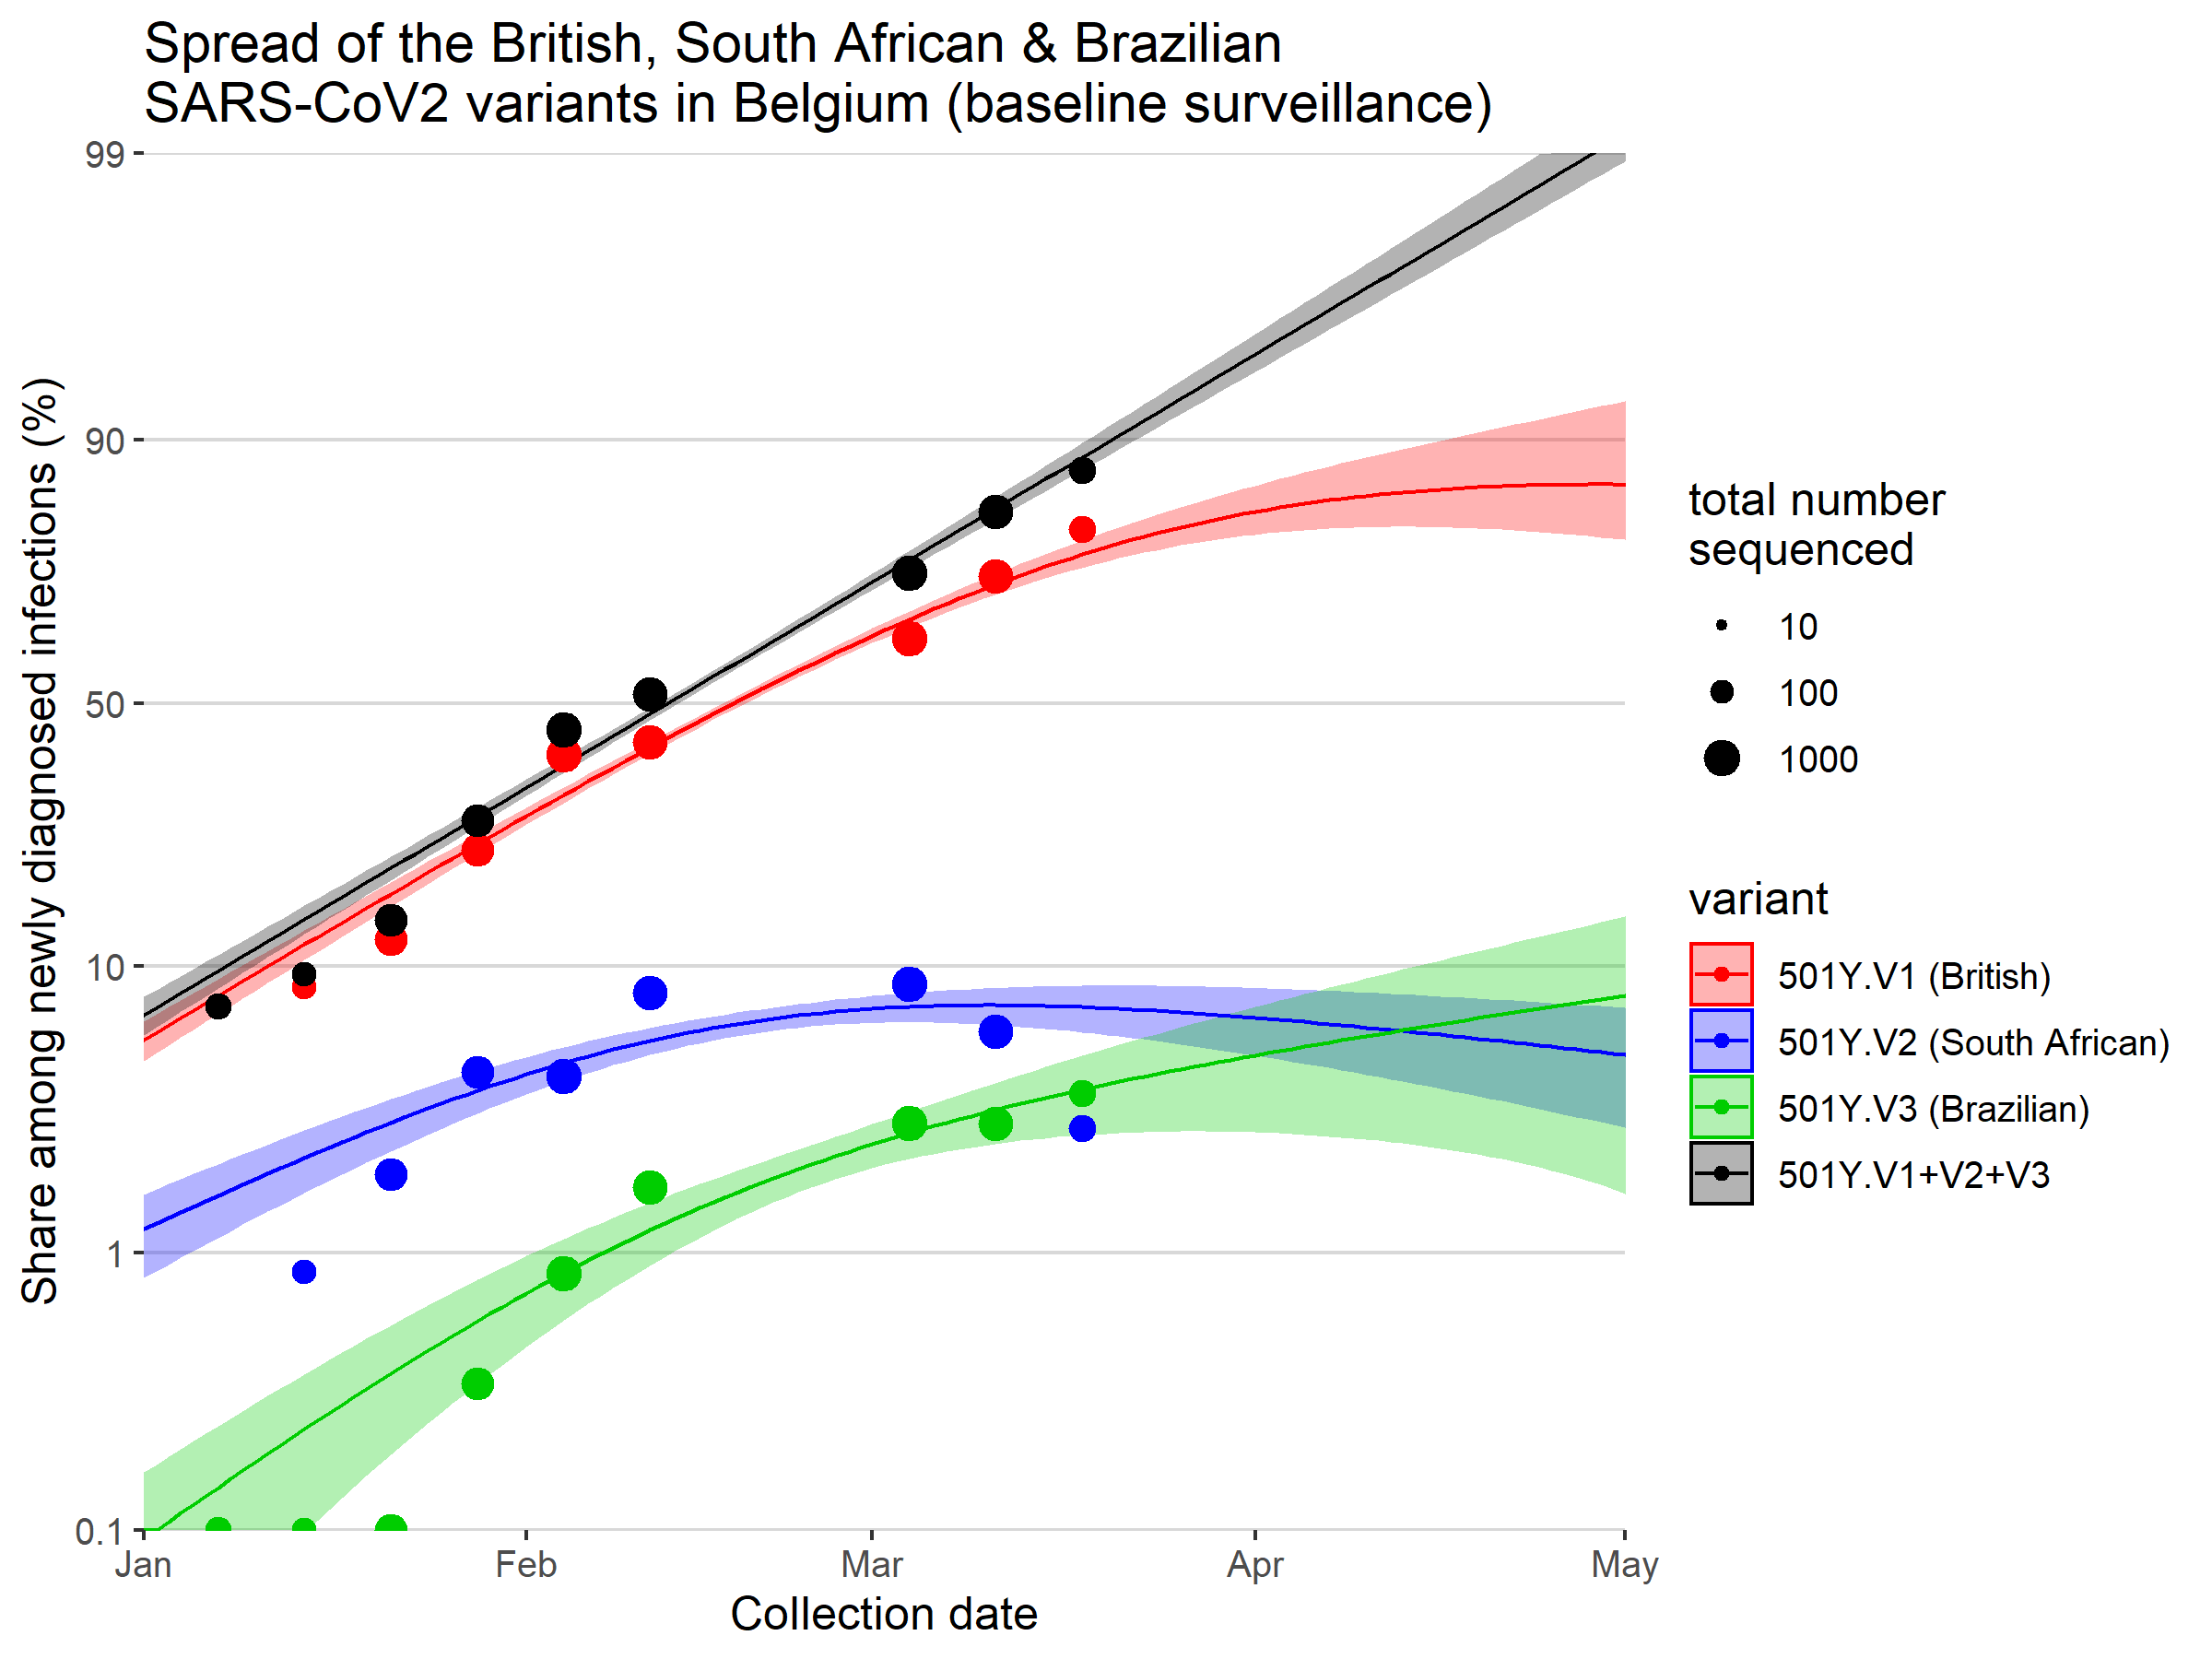 Spread of the British, South African & Brazilian
SARS-CoV2 variants in Belgium (baseline surveillance)
Share among newly diagnosed infections (%)
99
90
50
10
1
0.1
Jan
Feb
Mar
Apr
May
Collection date
total number
sequenced
10
100
1000
variant
501Y.V1 (British)
501Y.V2 (South African)
501Y.V3 (Brazilian)
501Y.V1+V2+V3